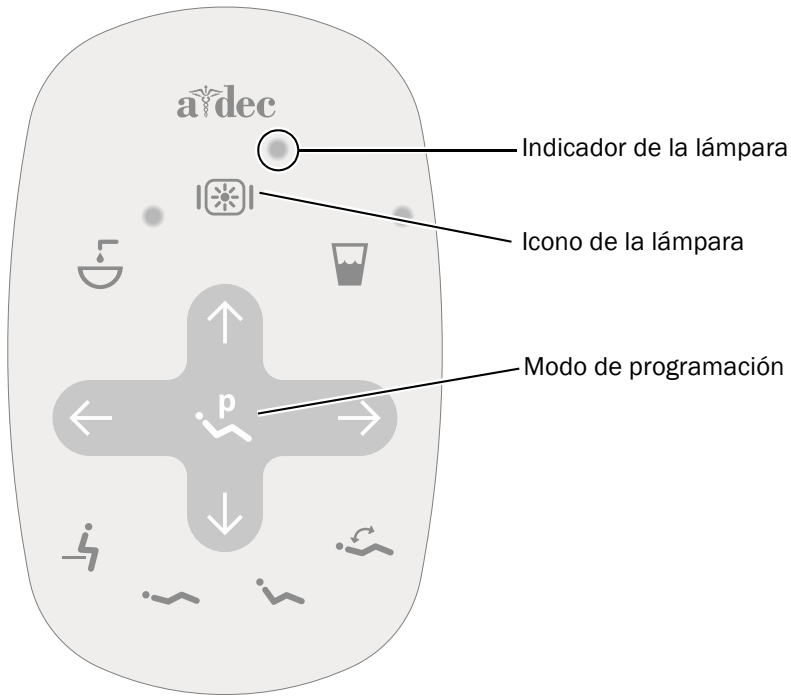 a dec
Indicador de la lámpara
Icono de la lámpara
Modo de programación
p